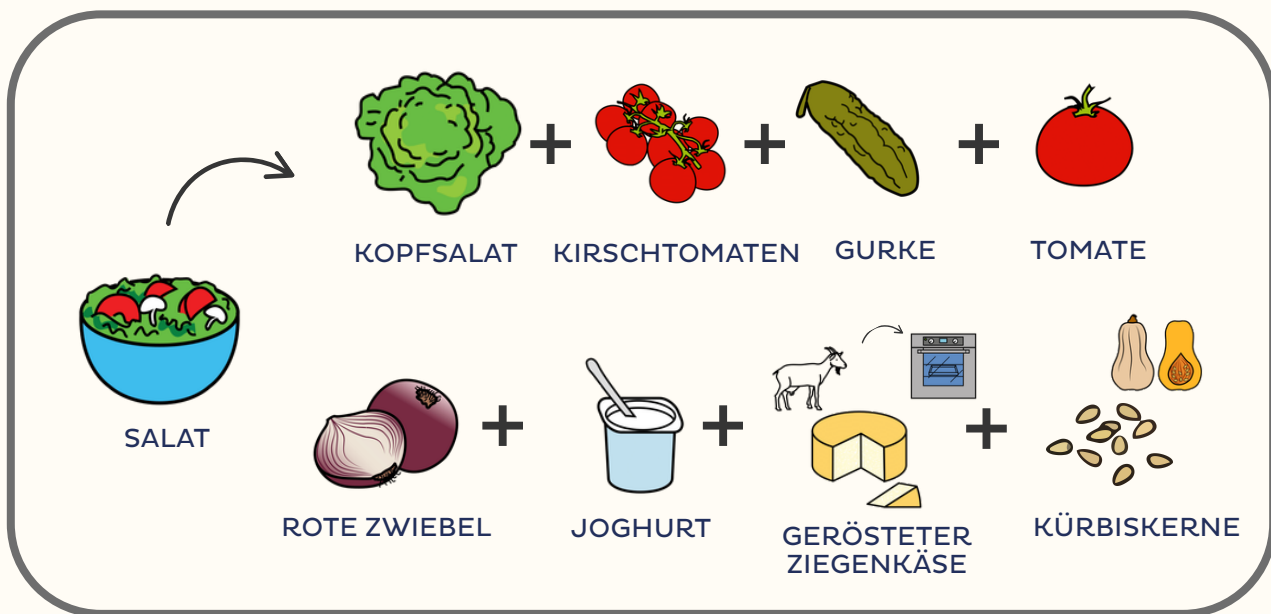 KOPFSALAT
KIRSCHTOMATEN
GURKE
TOMATE
SALAT
ROTE ZWIEBEL
JOGHURT
GERÖSTETER
ZIEGENKÄSE
KÜRBISKERNE